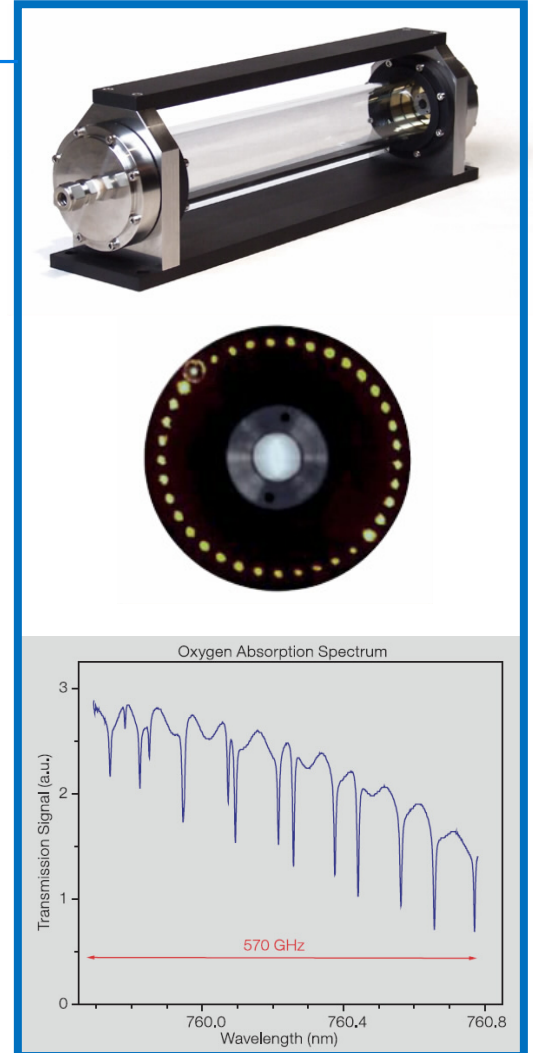 Oxygen Absorption Spectrum
3
2
1
0
Transmission Signal (a.u.)
570 GHz
760.0
760.4
760.8
Wavelength (nm)